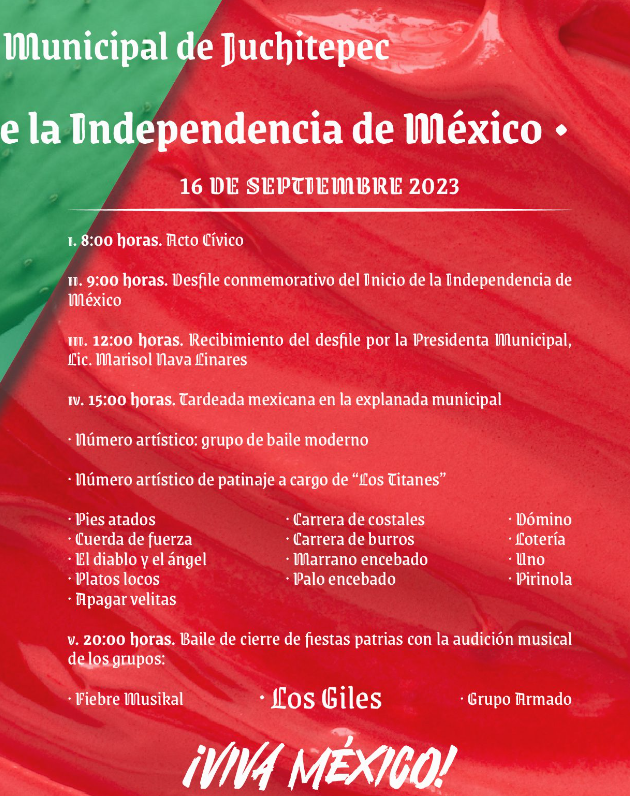 Municipal de Juchitepec
e la Independencia de México •
16 DE SEPTIEMBRE 2023
I. 8:00 horas. Acto Cívico
II. 9:00 horas. Desfile conmemorativo del Inicio de la Independencia de
México
III. 12:00 horas. Recibimiento del desfile por la Presidenta Municipal,
Lic. Marisol Nava Linares
IV. 15:00 horas. Tardeada mexicana en la explanada municipal
· Número artístico: grupo de baile moderno
· Número artístico de patinaje a cargo de “Los Titanes”
· Pies atados
· Cuerda de fuerza
· El diablo y el ángel
· Platos locos
· Apagar velitas
· Carrera de costales
· Carrera de burros
· Marrano encebado
· Palo encebado
· Dómino
· Lotería
· Uno
· Pirinola
V. 20:00 horas. Baile de cierre de fiestas patrias con la audición musical
de los grupos:
· Fiebre Musikal · Los Giles · Grupo Armado
¡VIVA MÉXICO!